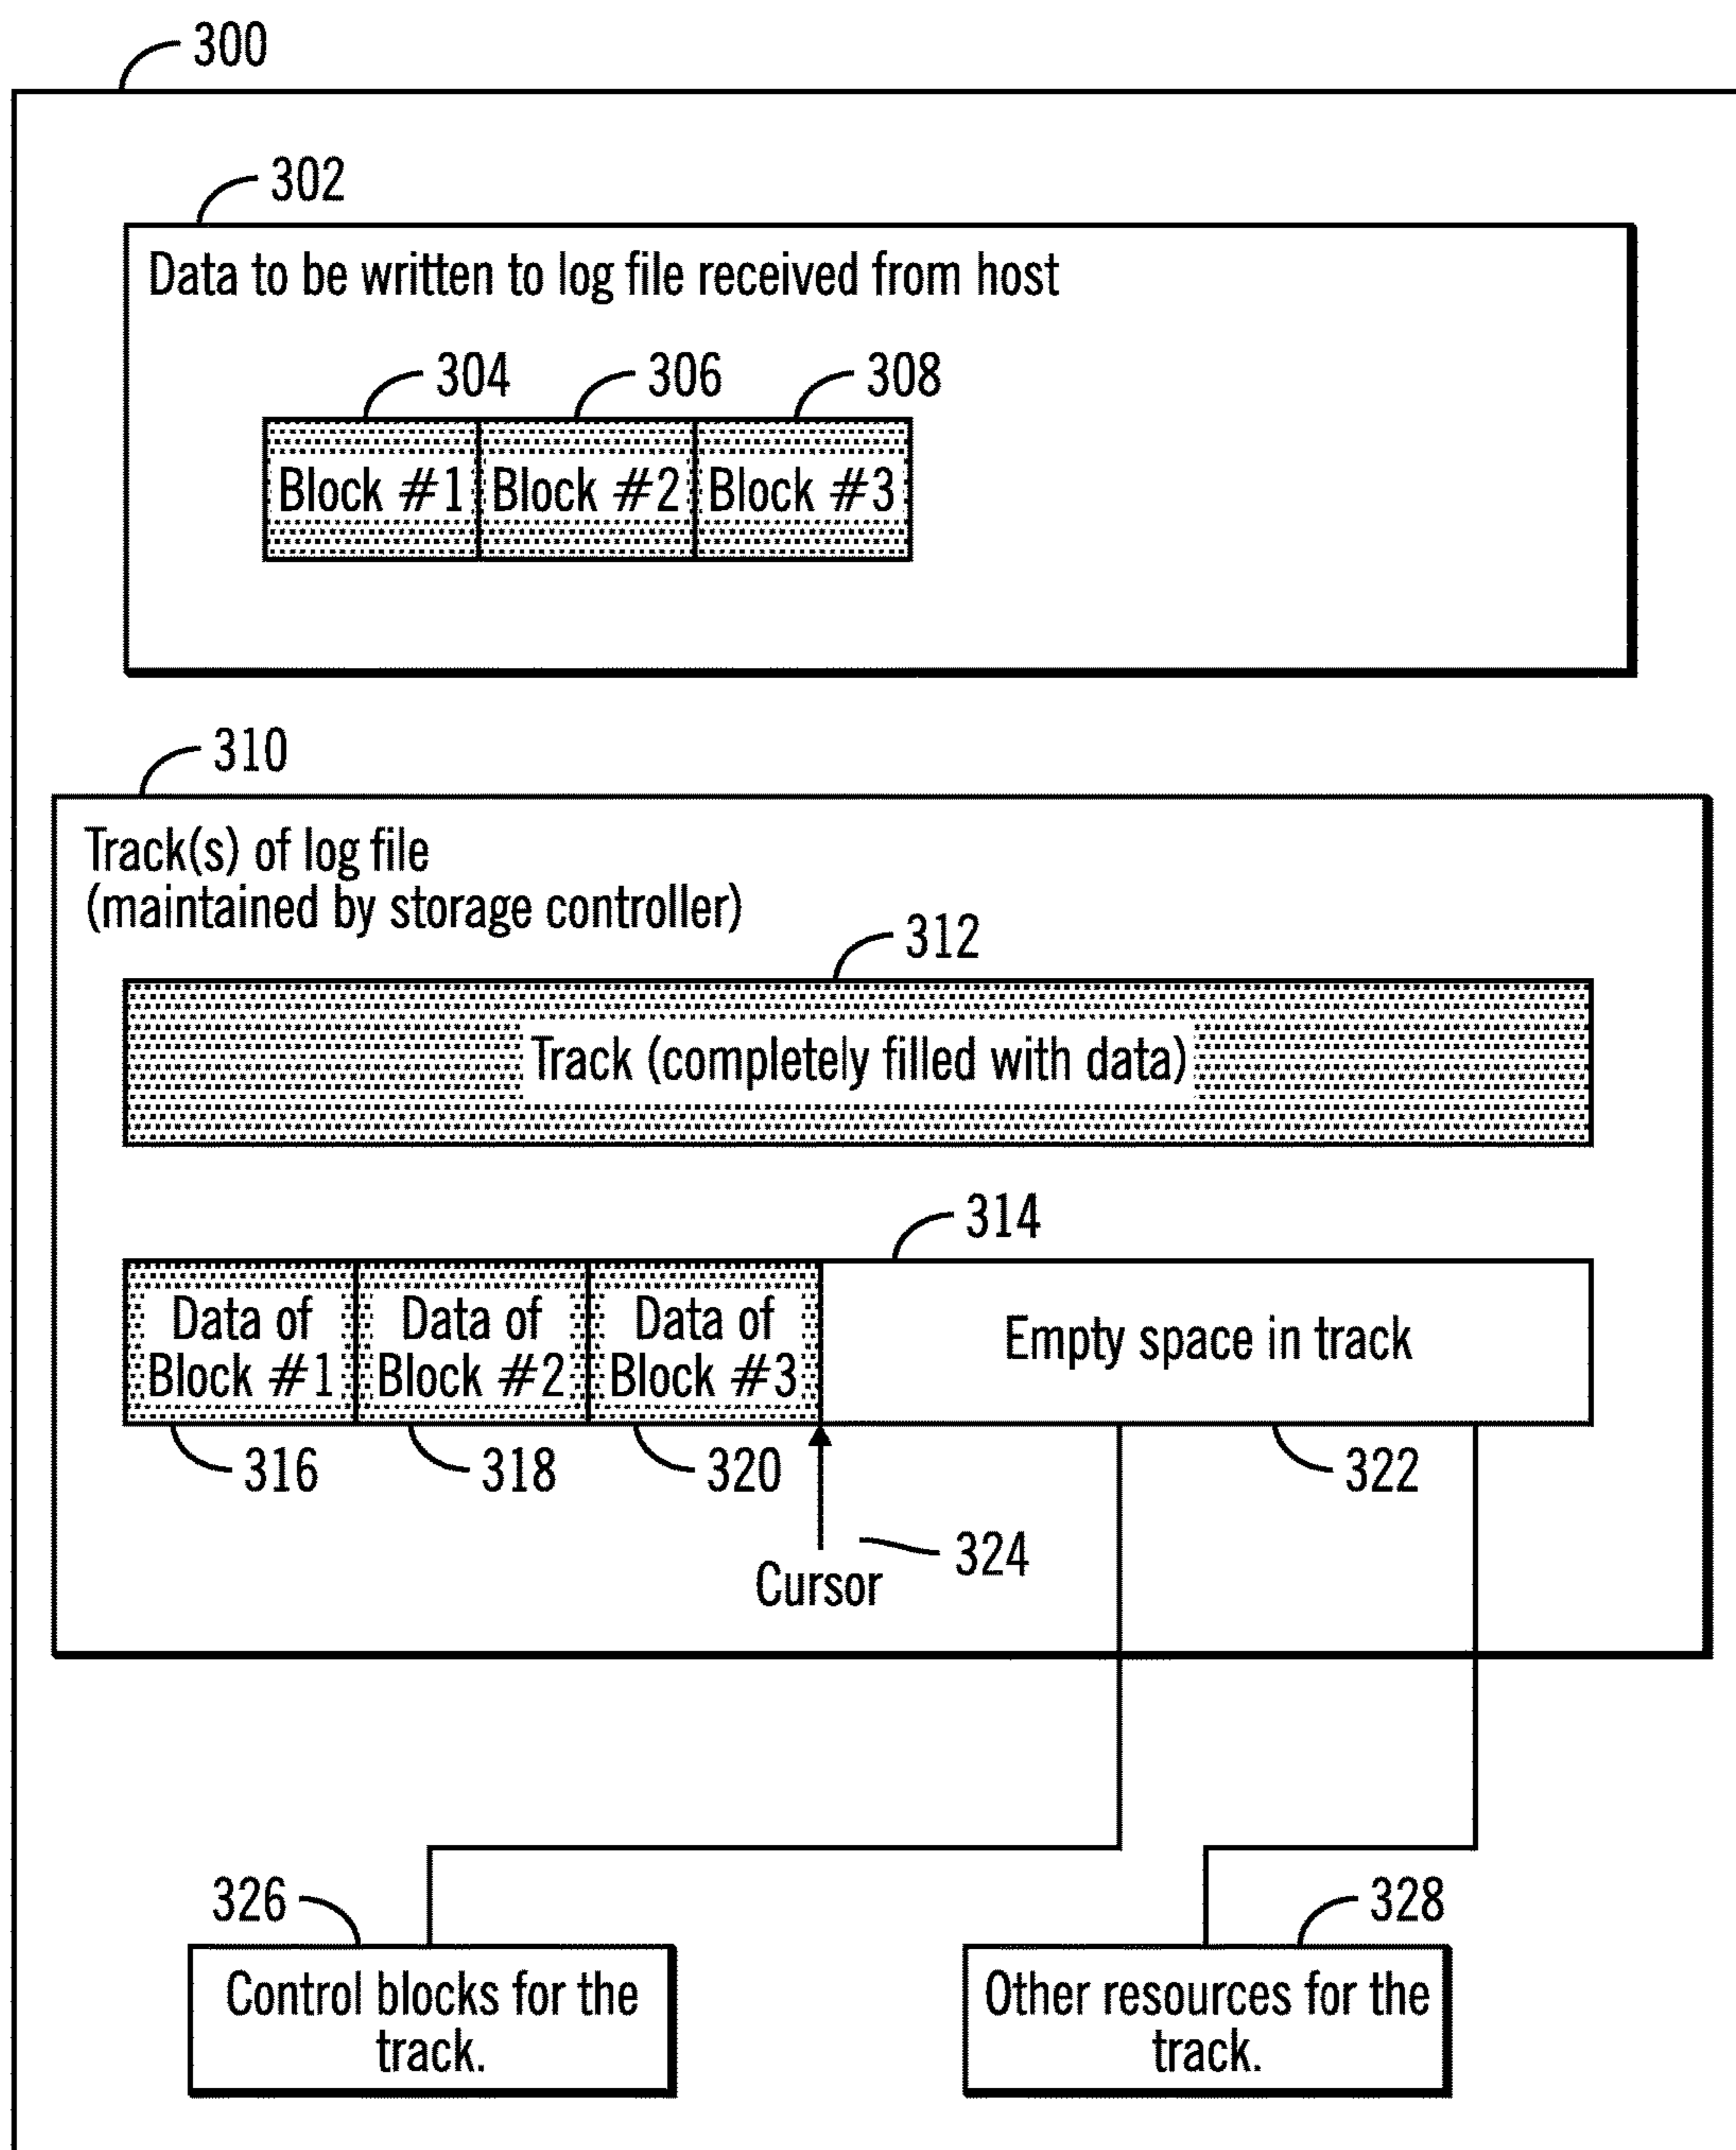 300
302
Data to be written to log file received from host
304 306 308
Block #1 Block #2 Block #3
310
Track(s) of log file
(maintained by storage controller)
312
Track (completely filled with data)
314
Data of Data of Data of
Block #1 Block #2 Block #3
Empty space in track
316 318 320 322
324
Cursor
326 328
Control blocks for the
track.
Other resources for the
track.